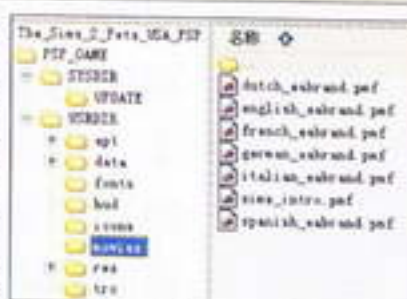 The_Sims_2_Pets_USA_PSP
PSP_GAME
SYSDIR
UPDATE
USRDIR
data
fonts
hud
icons
movies
res
名称
..
dutch_eabrand.pmf
english_eabrand.pmf
french_eabrand.pmf
german_eabrand.pmf
italian_eabrand.pmf
sims_intro.pmf
spanish_eabrand.pmf